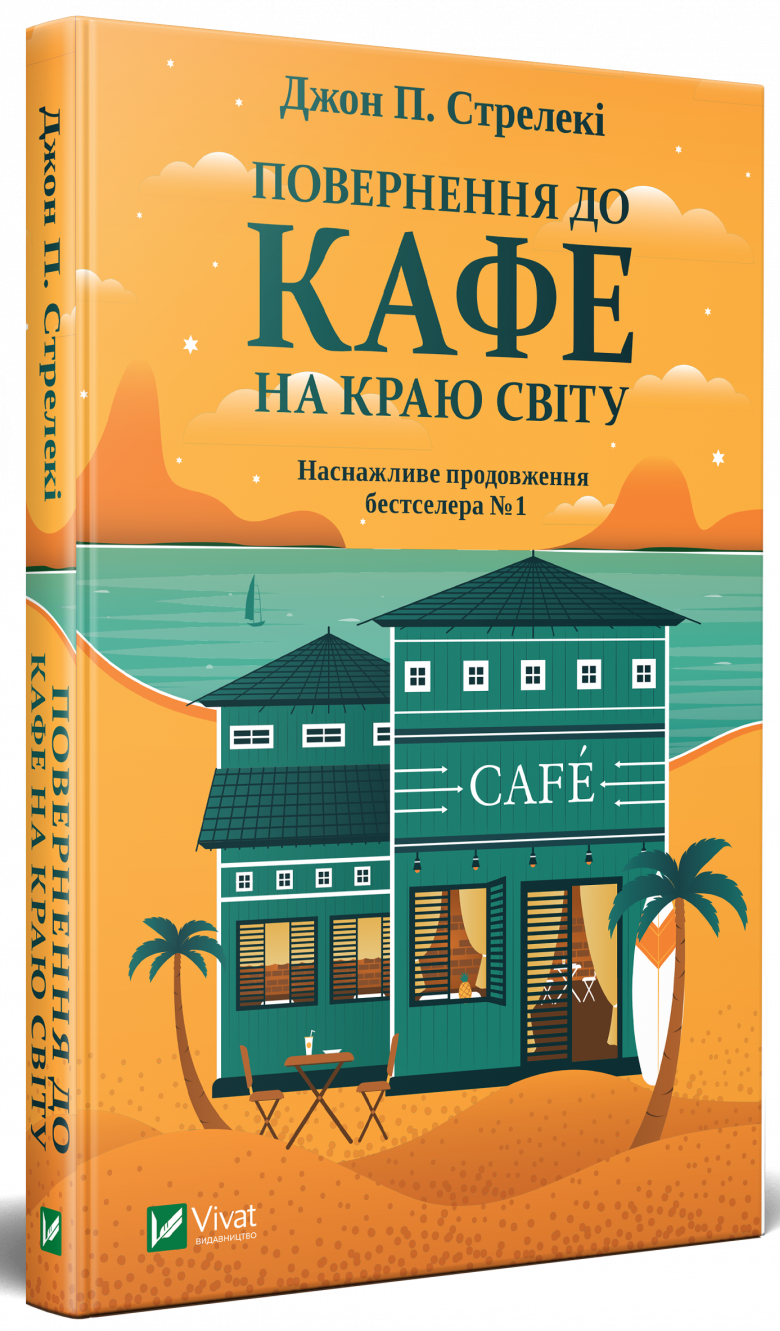 Джон П. Стрелекі
ПОВЕРНЕННЯ ДО
КАФЕ
НА КРАЮ СВІТУ
Наснажливе продовження
бестселера №1
CAFÉ
Vivat
ВИДАВНИЦТВО
Джон П. Стрелекі
ПОВЕРНЕННЯ ДО
КАФЕ НА КРАЮ СВІТУ